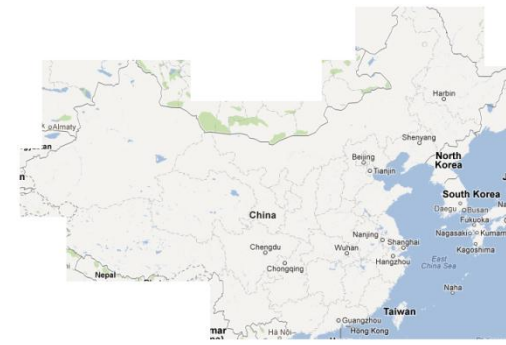 Harbin
Almaty
Shenyang
Beijing
Tianjin
North
Korea
South Korea
Daegu
Busan
Fukuoka
Nagasaki
Kumam
Kagoshima
China
Nanjing
Shanghai
Chengdu
Wuhan
Hangzhou
Chongqing
East
China Sea
Nepal
Naha
Taiwan
Guangzhou
Hong Kong
Hà Nội